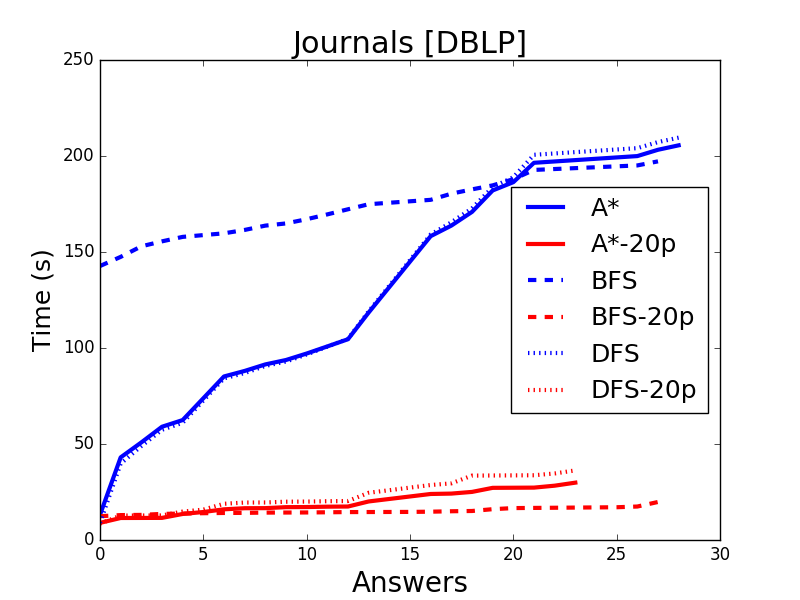 Journals [DBLP]
250
200
150
100
50
0
Time (s)
A*
A*-20p
BFS
BFS-20p
DFS
DFS-20p
0 5 10 15 20 25 30
Answers